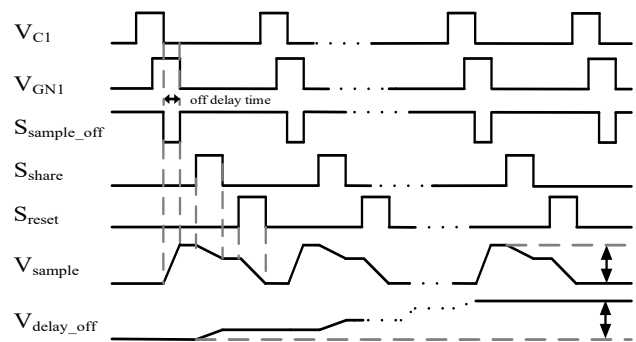 V_C1
V_GN1
off delay time
S_sample_off
S_share
S_reset
V_sample
V_delay_off